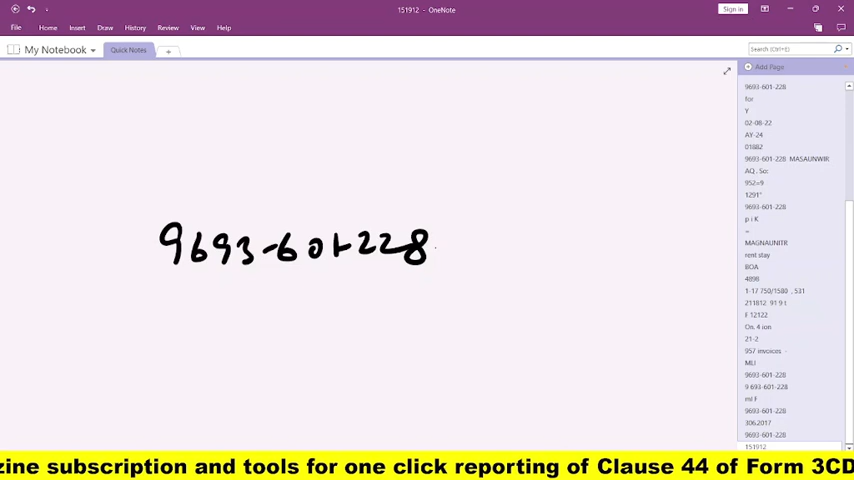 151912 - OneNote
Sign in
File Home Insert Draw History Review View Help
My Notebook Quick Notes
Search (Ctrl+E)
Add Page
9693-601-228
for
Y
02-08-22
AY-24
01882
9693-601-228 MASAUNWIR
AQ . So:
952=9
1291"
9693-601-228
p i K
=
MAGNAUNITR
rent stay
BOA
4898
1-17 750/1580 , 531
211812 91 9 t
F 12122
On. 4 ion
21-2
957 invoices -
MLI
9693-601-228
9 693-601-228
ml F
9693-601-228
306.2017
9693-601-228
151912
9693-601-228
zine subscription and tools for one click reporting of Clause 44 of Form 3CD